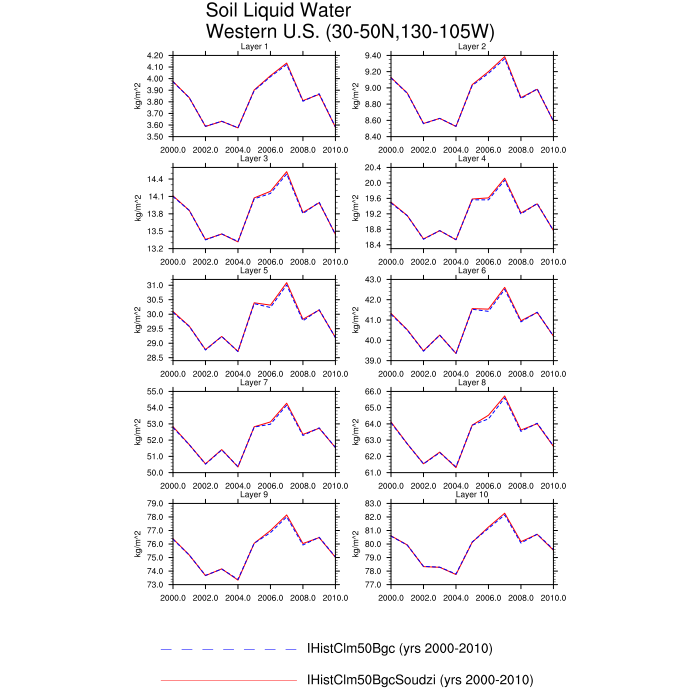 Soil Liquid Water
Western U.S. (30-50N,130-105W)
Layer 1
4.20
4.10
4.00
3.90
3.80
3.70
3.60
3.50
kg/m^2
2000.0 2002.0 2004.0 2006.0 2008.0 2010.0
Layer 2
9.40
9.20
9.00
8.80
8.60
8.40
kg/m^2
2000.0 2002.0 2004.0 2006.0 2008.0 2010.0
Layer 3
14.4
14.1
13.8
13.5
13.2
kg/m^2
2000.0 2002.0 2004.0 2006.0 2008.0 2010.0
Layer 4
20.4
20.0
19.6
19.2
18.8
18.4
kg/m^2
2000.0 2002.0 2004.0 2006.0 2008.0 2010.0
Layer 5
31.0
30.5
30.0
29.5
29.0
28.5
kg/m^2
2000.0 2002.0 2004.0 2006.0 2008.0 2010.0
Layer 6
43.0
42.0
41.0
40.0
39.0
kg/m^2
2000.0 2002.0 2004.0 2006.0 2008.0 2010.0
Layer 7
55.0
54.0
53.0
52.0
51.0
50.0
kg/m^2
2000.0 2002.0 2004.0 2006.0 2008.0 2010.0
Layer 8
66.0
65.0
64.0
63.0
62.0
61.0
kg/m^2
2000.0 2002.0 2004.0 2006.0 2008.0 2010.0
Layer 9
79.0
78.0
77.0
76.0
75.0
74.0
73.0
kg/m^2
2000.0 2002.0 2004.0 2006.0 2008.0 2010.0
Layer 10
83.0
82.0
81.0
80.0
79.0
78.0
77.0
kg/m^2
2000.0 2002.0 2004.0 2006.0 2008.0 2010.0
IHistClm50Bgc (yrs 2000-2010)
IHistClm50BgcSoudzi (yrs 2000-2010)